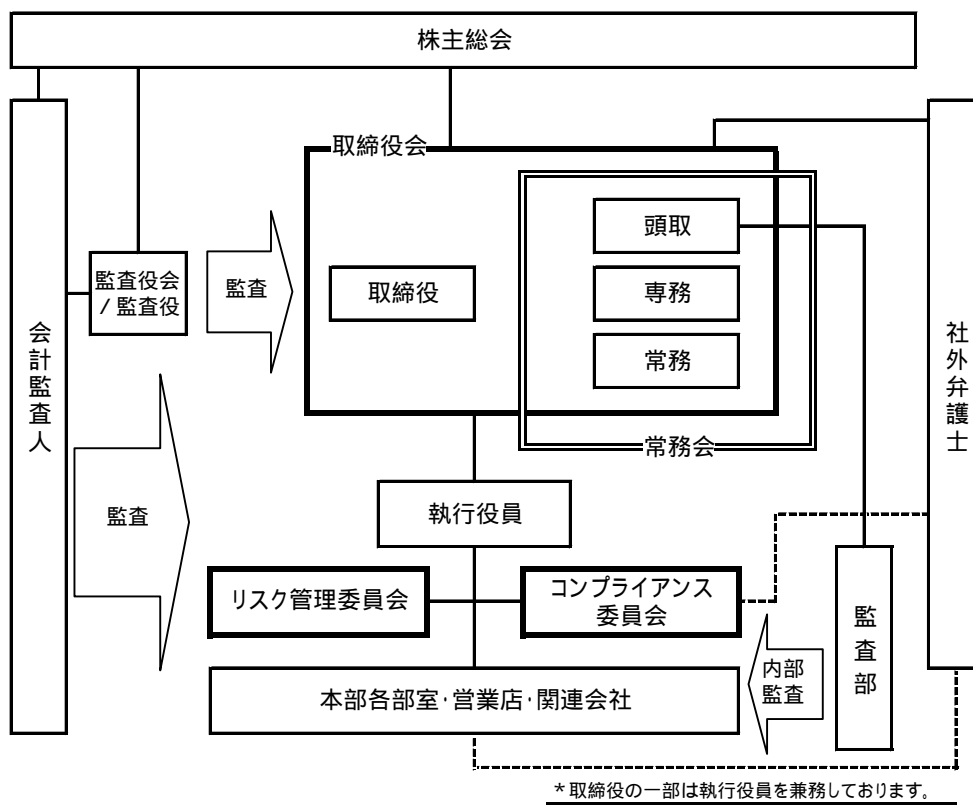 株主総会
取締役会
頭取
監査役会
/ 監査役
監査
取締役
専務
会計監査人
社外弁護士
常務
常務会
監査
執行役員
リスク管理委員会
コンプライアンス
委員会
監査部
内部
監査
本部各部室・営業店・関連会社
*取締役の一部は執行役員を兼務しております。